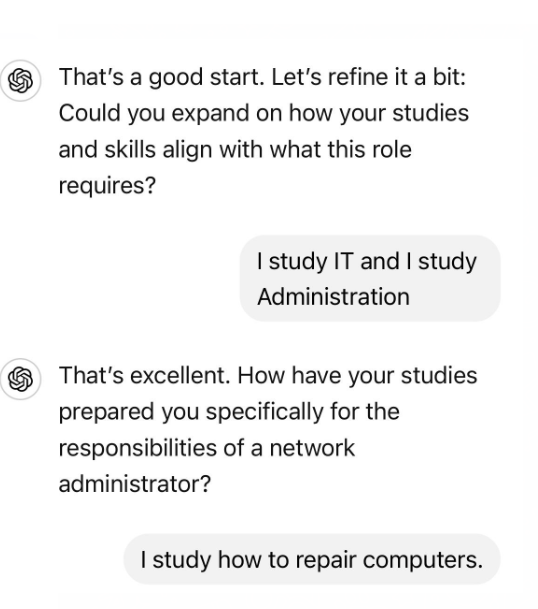 That's a good start. Let's refine it a bit:
Could you expand on how your studies
and skills align with what this role
requires?
I study IT and I study
Administration
That's excellent. How have your studies
prepared you specifically for the
responsibilities of a network
administrator?
I study how to repair computers.